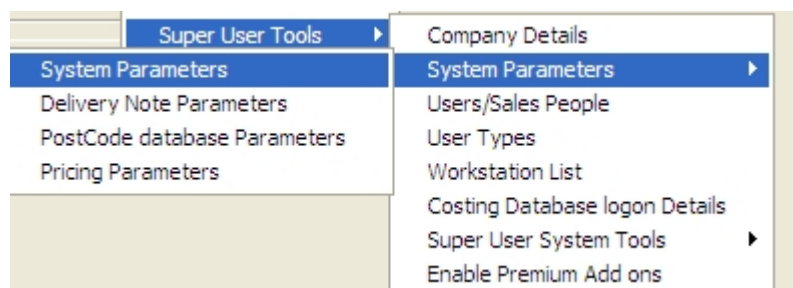 Super User Tools
Company Details
System Parameters
Users/Sales People
User Types
Workstation List
Costing Database logon Details
Super User System Tools
Enable Premium Add ons
System Parameters
Delivery Note Parameters
PostCode database Parameters
Pricing Parameters